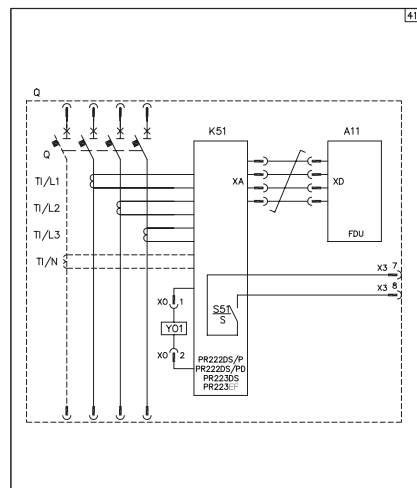 41
Q
K51
A11
Q
TI/L1
XA
XD
TI/L2
TI/L3
FDU
TI/N
X3 7
X3 8
X0 1
S51
S
Y01
X0 2
PR222DS/P
PR222DS/PD
PR223DS
PR223EF